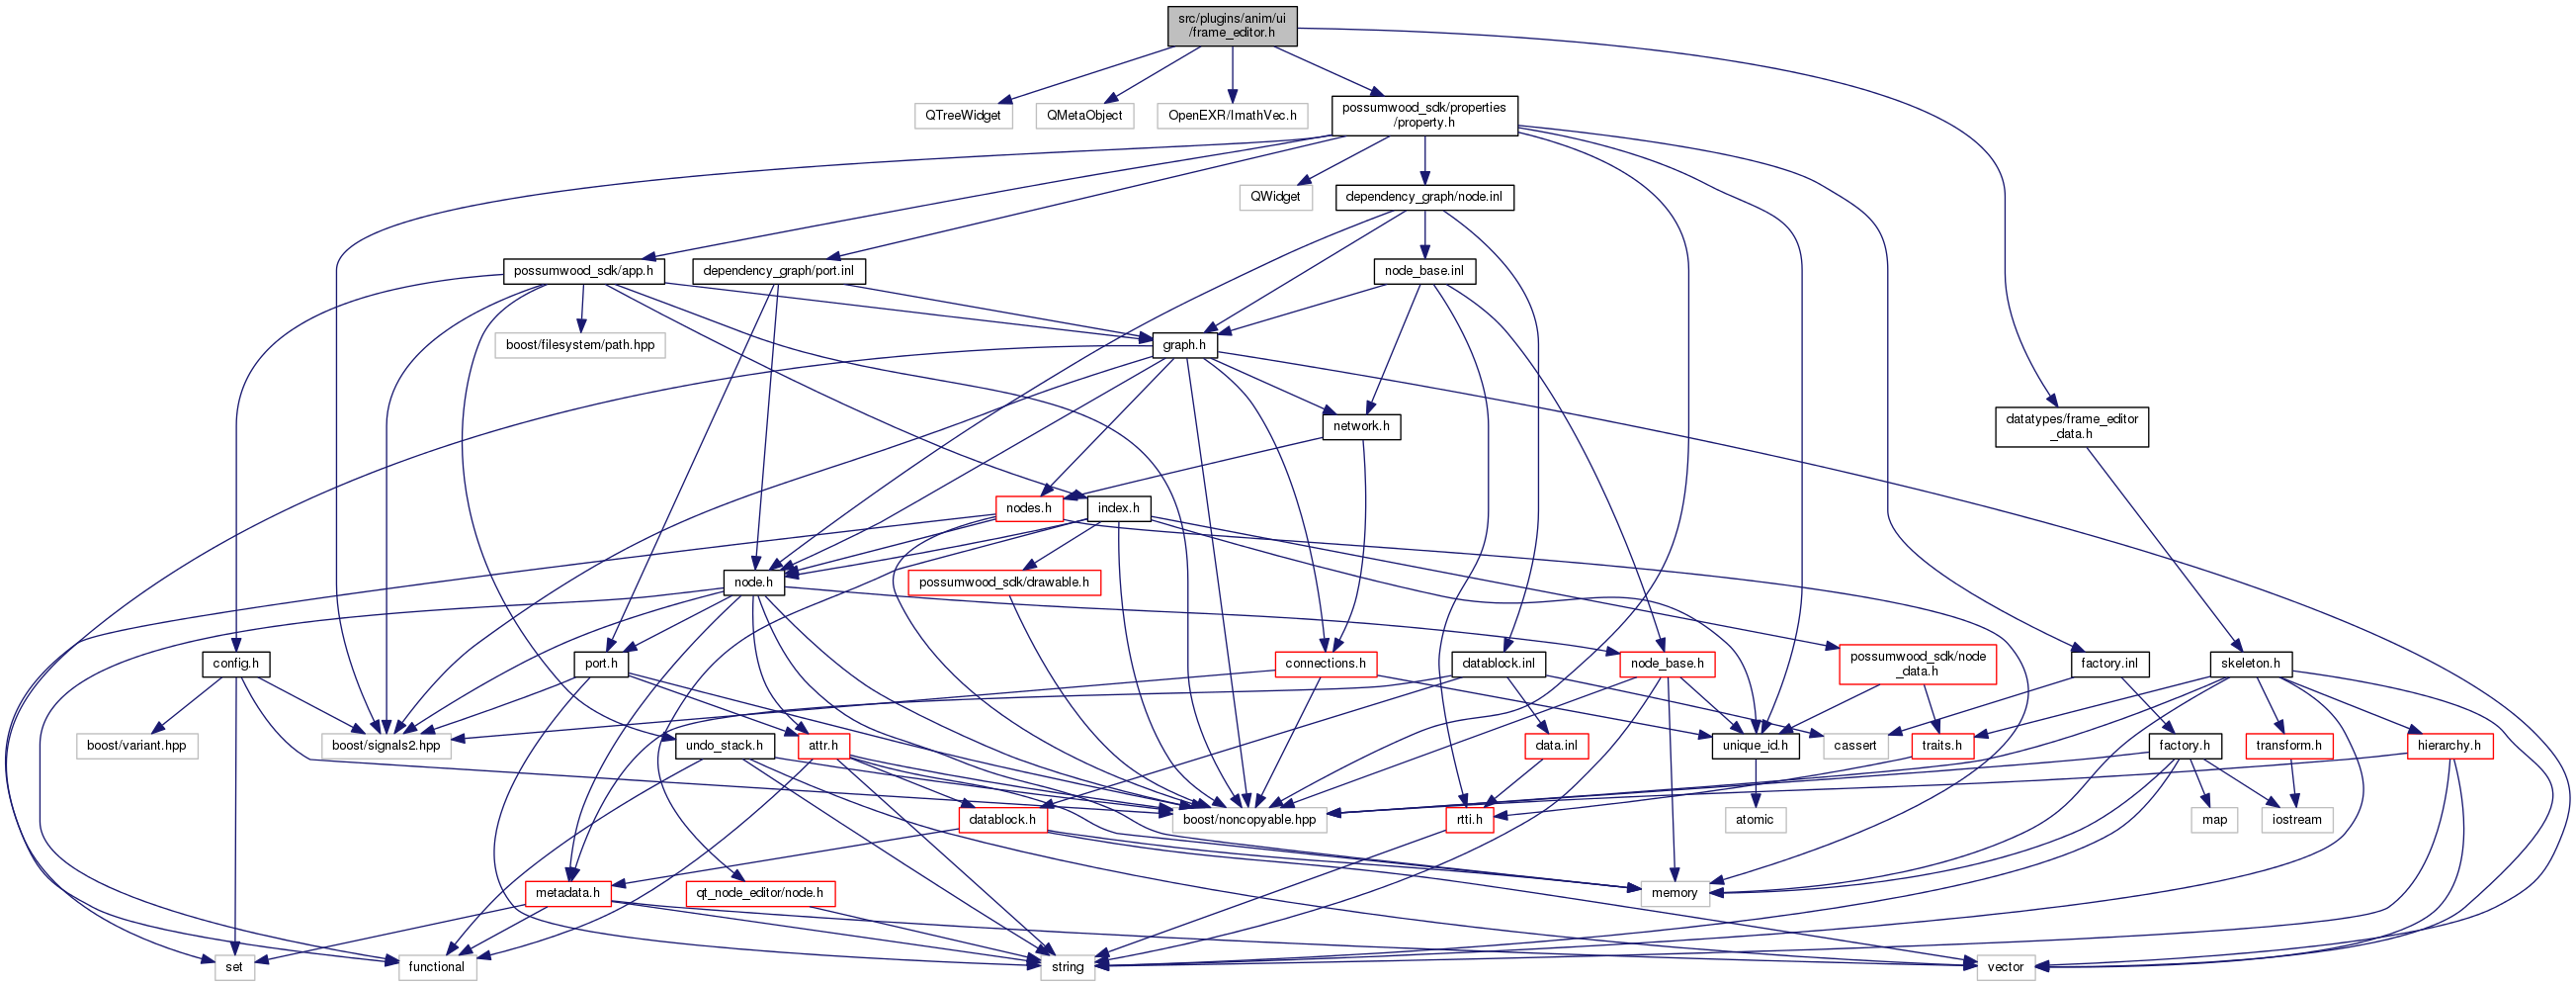 src/plugins/anim/ui
/frame_editor.h
QTreeWidget
QMetaObject
OpenEXR/ImathVec.h
possumwood_sdk/properties
/property.h
QWidget
dependency_graph/node.inl
possumwood_sdk/app.h
dependency_graph/port.inl
node_base.inl
boost/filesystem/path.hpp
graph.h
network.h
datatypes/frame_editor
_data.h
nodes.h
index.h
node.h
possumwood_sdk/drawable.h
config.h
port.h
connections.h
datablock.inl
node_base.h
possumwood_sdk/node
_data.h
factory.inl
skeleton.h
boost/variant.hpp
boost/signals2.hpp
undo_stack.h
attr.h
data.inl
unique_id.h
cassert
traits.h
factory.h
transform.h
hierarchy.h
datablock.h
boost/noncopyable.hpp
rtti.h
atomic
map
iostream
metadata.h
qt_node_editor/node.h
memory
set
functional
string
vector